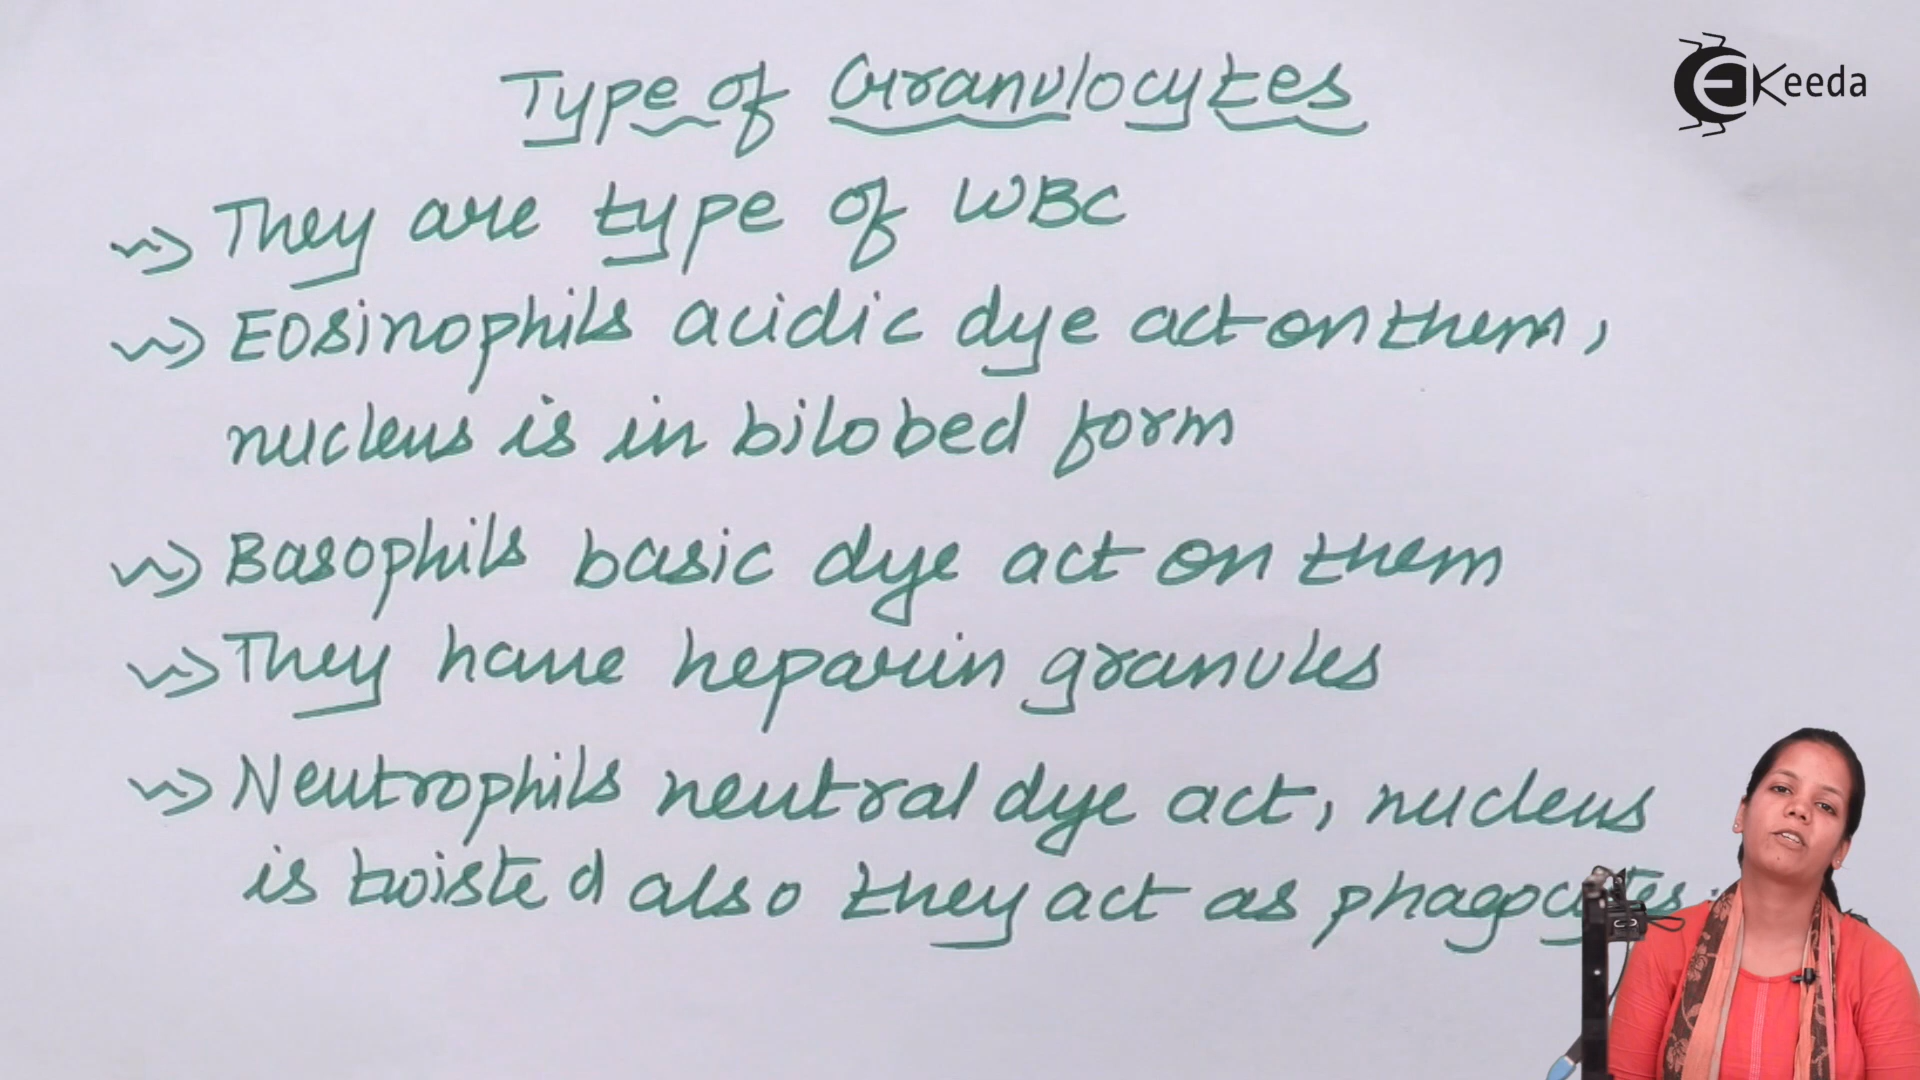 Type of Granulocytes
EKeeda
They are type of WBC
Eosinophils acidic dye act on them,
nucleus is in bilobed form
Basophils basic dye act on them
They have heparin granules
Neutrophils neutral dye act, nucleus
is twisted also they act as phagocytes.